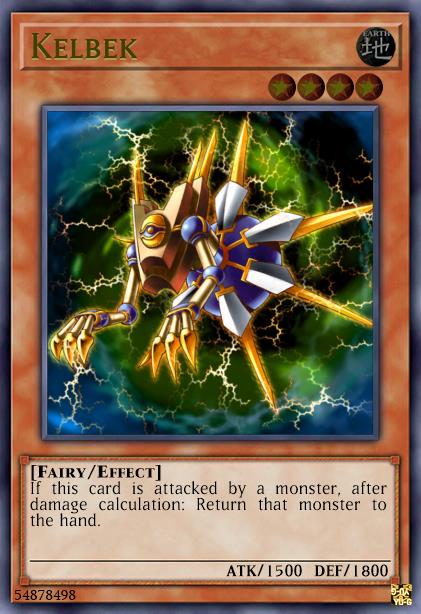 Kelbek
EARTH
地
[Fairy/Effect]
If this card is attacked by a monster, after
damage calculation: Return that monster to
the hand.
ATK/1500 DEF/1800
54878498